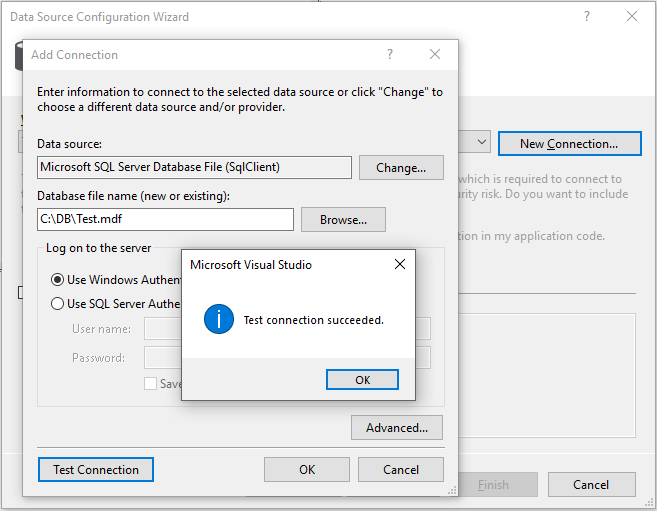 Data Source Configuration Wizard
Add Connection
Enter information to connect to the selected data source or click "Change" to
choose a different data source and/or provider.
Data source:
Microsoft SQL Server Database File (SqlClient)
Change...
New Connection...
which is required to connect to
Database file name (new or existing):
risk. Do you want to include
C:\DB\Test.mdf
Browse...
in my application code.
Log on to the server
Microsoft Visual Studio
Use Windows
Use SQL Server
Test connection succeeded.
User name:
Password:
Save
OK
Advanced...
Test Connection
OK
Cancel
Finish
Cancel